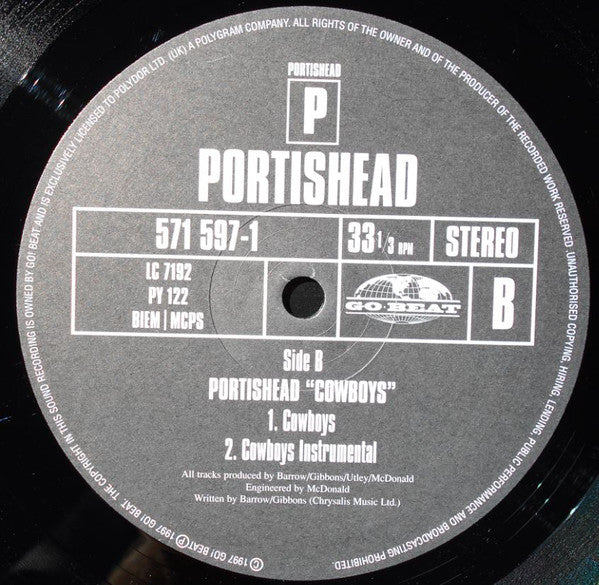 PORTISHEAD
P
PORTISHEAD
571 597-1
33 1/3 RPM
STEREO
LC 7192
PY 122
BIEM | MCPS
GO.BEAT
B
Side B
PORTISHEAD “COWBOYS”
1. Cowboys
2. Cowboys Instrumental
All tracks produced by Barrow/Gibbons/Utley/McDonald
Engineered by McDonald
Written by Barrow/Gibbons (Chrysalis Music Ltd.)
©1997 GO! BEAT Ⓟ1997 GO! BEAT. THE COPYRIGHT IN THIS SOUND RECORDING IS OWNED BY GO! BEAT AND IS EXCLUSIVELY LICENSED TO POLYDOR LTD. (UK) A POLYGRAM COMPANY. ALL RIGHTS OF THE OWNER AND OF THE PRODUCER OF THE RECORDED WORK RESERVED .UNAUTHORISED COPYING, HIRING, LENDING, PUBLIC PERFORMANCE AND BROADCASTING PROHIBITED.